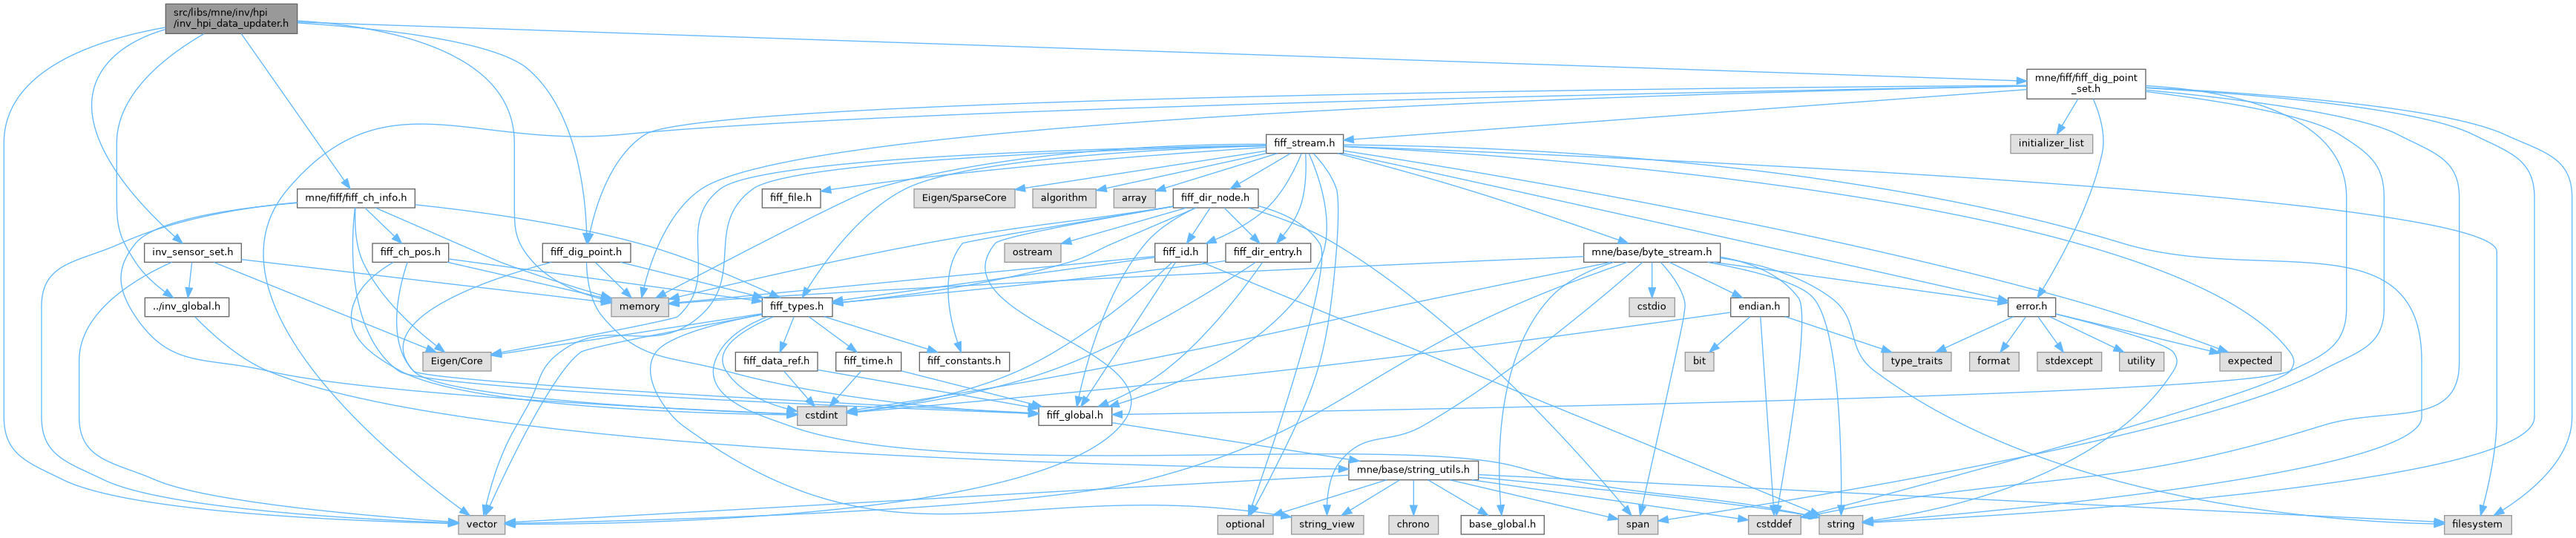 src/libs/mne/inv/hpi
/inv_hpi_data_updater.h
mne/fiff/fiff_dig_point
_set.h
initializer_list
fiff_stream.h
mne/fiff/fiff_ch_info.h
fiff_file.h
Eigen/SparseCore
algorithm
array
fiff_dir_node.h
inv_sensor_set.h
fiff_ch_pos.h
fiff_dig_point.h
ostream
fiff_id.h
fiff_dir_entry.h
mne/base/byte_stream.h
../inv_global.h
memory
fiff_types.h
cstdio
endian.h
error.h
Eigen/Core
fiff_data_ref.h
fiff_time.h
fiff_constants.h
bit
type_traits
format
stdexcept
utility
expected
cstdint
fiff_global.h
mne/base/string_utils.h
vector
optional
string_view
chrono
base_global.h
span
cstddef
string
filesystem